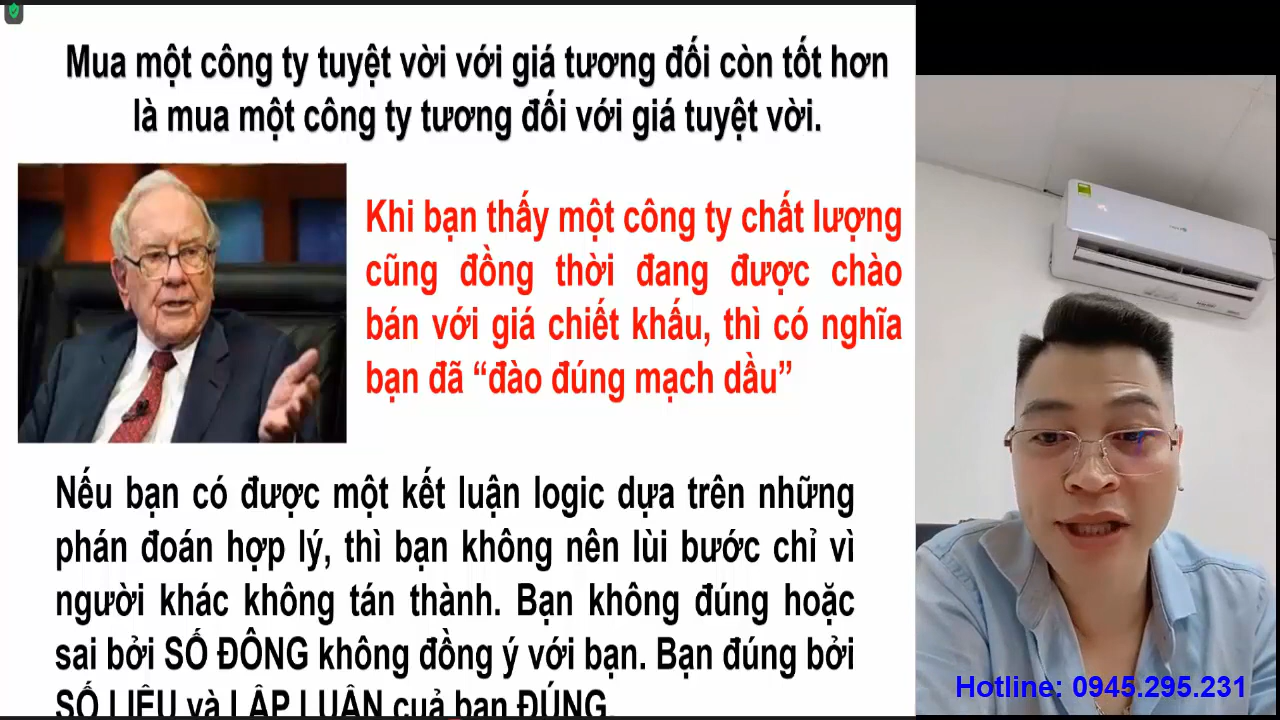 Mua một công ty tuyệt vời với giá tương đối còn tốt hơn
là mua một công ty tương đối với giá tuyệt vời.
Khi bạn thấy một công ty chất lượng
cũng đồng thời đang được chào
bán với giá chiết khấu, thì có nghĩa
bạn đã “đào đúng mạch dầu”
Nếu bạn có được một kết luận logic dựa trên những
phán đoán hợp lý, thì bạn không nên lùi bước chỉ vì
người khác không tán thành. Bạn không đúng hoặc
sai bởi SỐ ĐÔNG không đồng ý với bạn. Bạn đúng bởi
SỐ LIỆU và LẬP LUẬN cuả bạn ĐÚNG.
Hotline: 0945.295.231